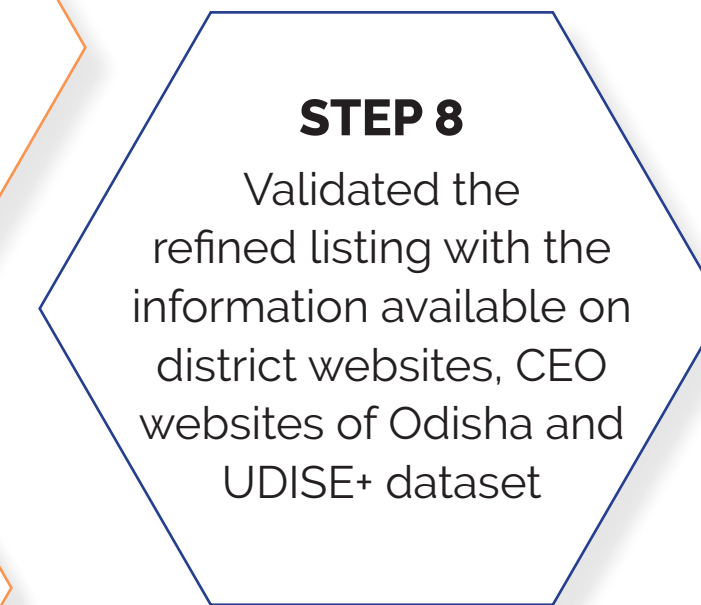 STEP 8
Validated the
refined listing with the
information available on
district websites, CEO
websites of Odisha and
UDISE+ dataset